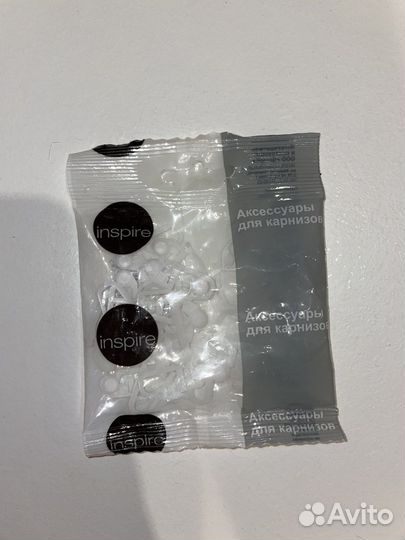 inspire
Аксессуары
для карнизов
inspire
Аксессуары
для карнизов
inspire
Аксессуары
для карнизов
Avito